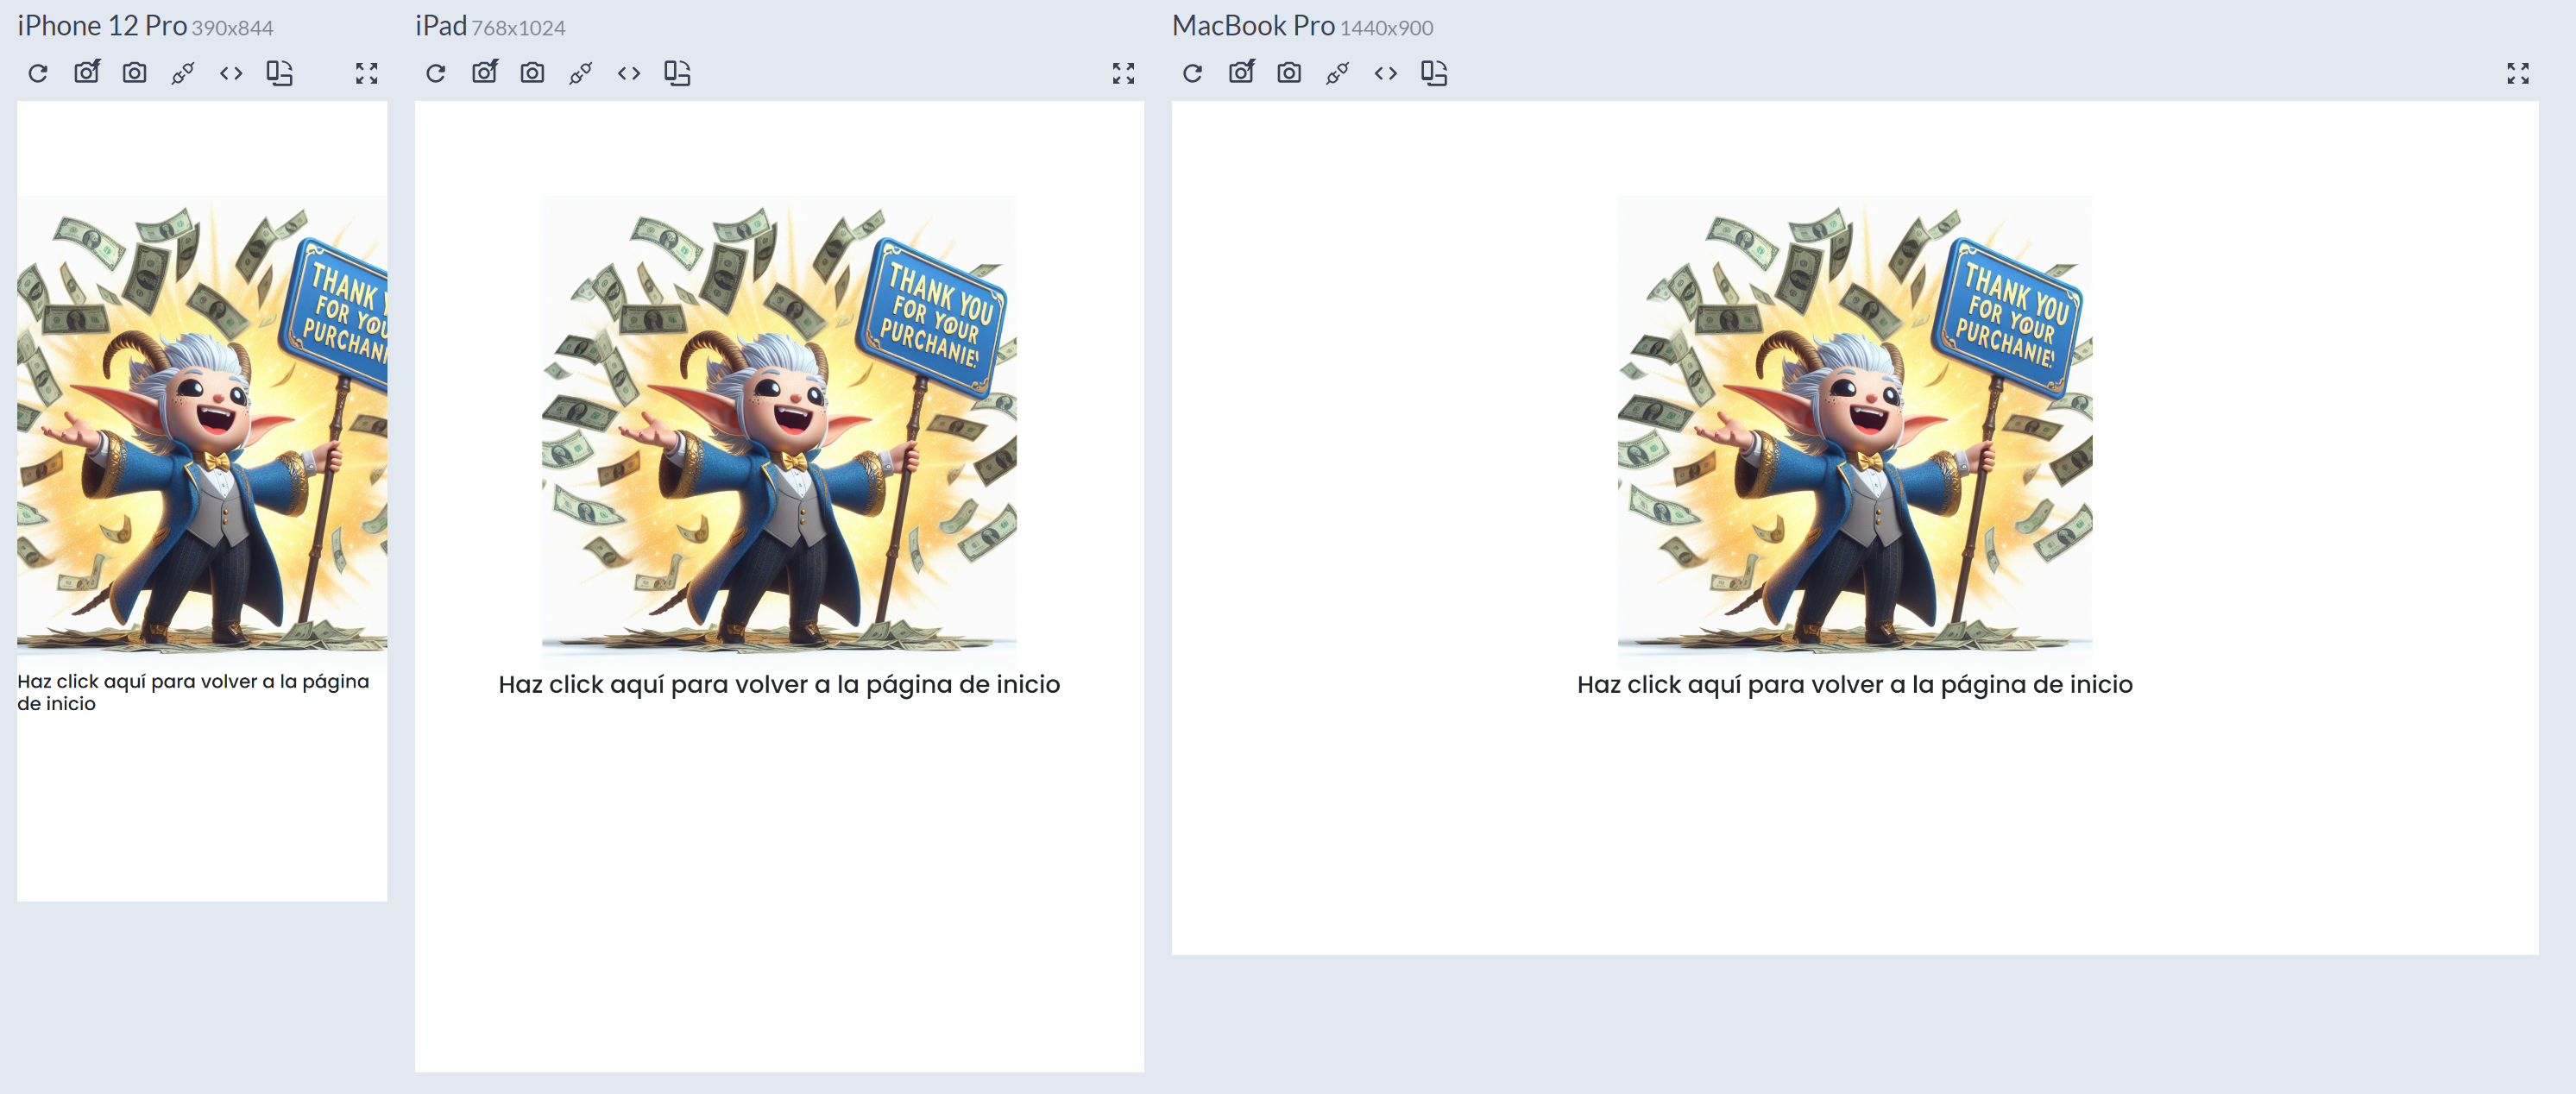 iPhone 12 Pro 390x844
THANK Y
FOR YOU
PURCHANI
Haz click aquí para volver a la página
de inicio
iPad 768x1024
THANK YOU
FOR YOUR
PURCHANIE!
Haz click aquí para volver a la página de inicio
MacBook Pro 1440x900
THANK YOU
FOR YOUR
PURCHANIE!
Haz click aquí para volver a la página de inicio